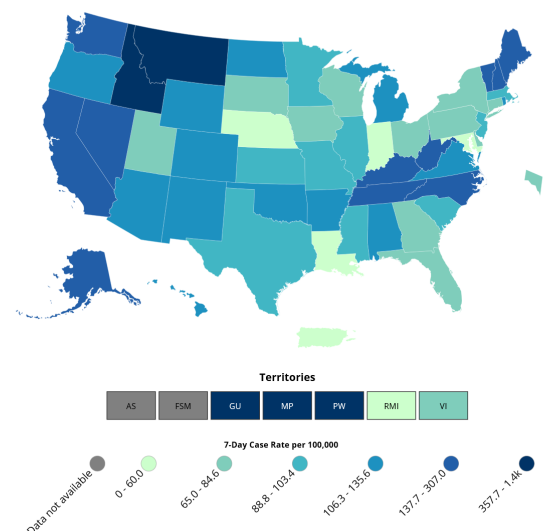 Territories
AS FSM GU MP PW RMI VI
7-Day Case Rate per 100,000
Data not available
0 - 60.0
65.0 - 84.6
88.8 - 103.4
106.3 - 135.6
137.7 - 307.0
357.7 - 1.4k